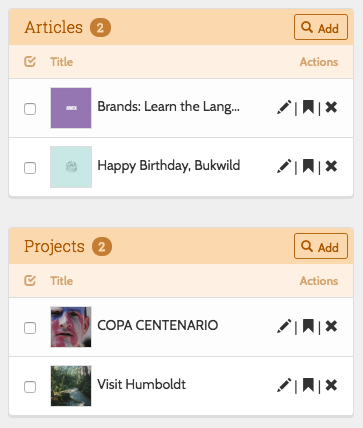 Articles 2 Add
Title Actions
Brands: Learn the Lang... | |
Happy Birthday, Bukwild | |
Projects 2 Add
Title Actions
COPA CENTENARIO | |
Visit Humboldt | |